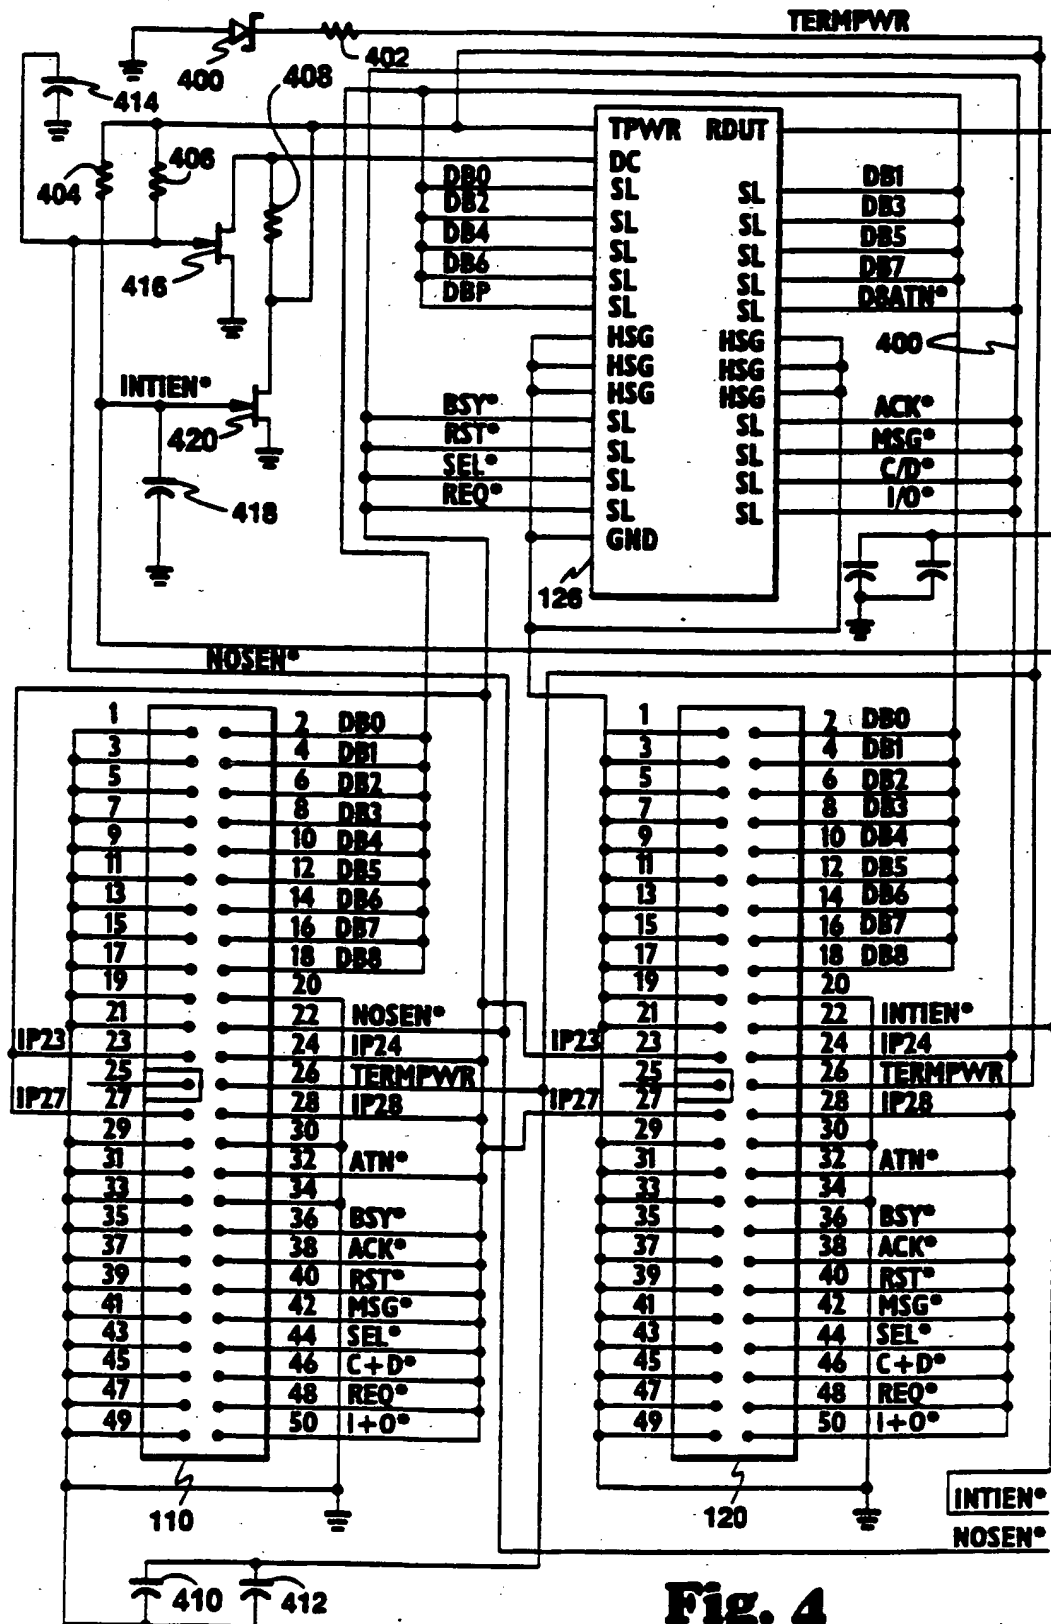 TERMPWR
400
402
408
414
TPWR RDUT
406
404
DC
DB0 SL SL DB1
DB2 SL SL DB3
DB4 SL SL DB5
DB6 SL SL DB7
DBP SL SL DBATN*
416
HSG HSG
400
HSG HSG
HSG HSG
INTIEN*
BSY* SL SL ACK*
420
RST* SL SL MSG*
SEL* SL SL C/D*
REQ* SL SL I/O*
418
GND
126
NOSEN*
1 2 DB0 1 2 DB0
3 4 DB1 3 4 DB1
5 6 DB2 5 6 DB2
7 8 DB3 7 8 DB3
9 10 DB4 9 10 DB4
11 12 DB5 11 12 DB5
13 14 DB6 13 14 DB6
15 16 DB7 15 16 DB7
17 18 DB8 17 18 DB8
19 20 19 20
21 22 NOSEN* 21 22 INTIEN*
IP23 23 24 IP24 IP23 23 24 IP24
25 26 TERMPWR 25 26 TERMPWR
IP27 27 28 IP28 IP27 27 28 IP28
29 30 29 30
31 32 ATN* 31 32 ATN*
33 34 33 34
35 36 BSY* 35 36 BSY*
37 38 ACK* 37 38 ACK*
39 40 RST* 39 40 RST*
41 42 MSG* 41 42 MSG*
43 44 SEL* 43 44 SEL*
45 46 C+D* 45 46 C+D*
47 48 REQ* 47 48 REQ*
49 50 I+O* 49 50 I+O*
110 120
INTIEN*
NOSEN*
410 412
Fig. 4